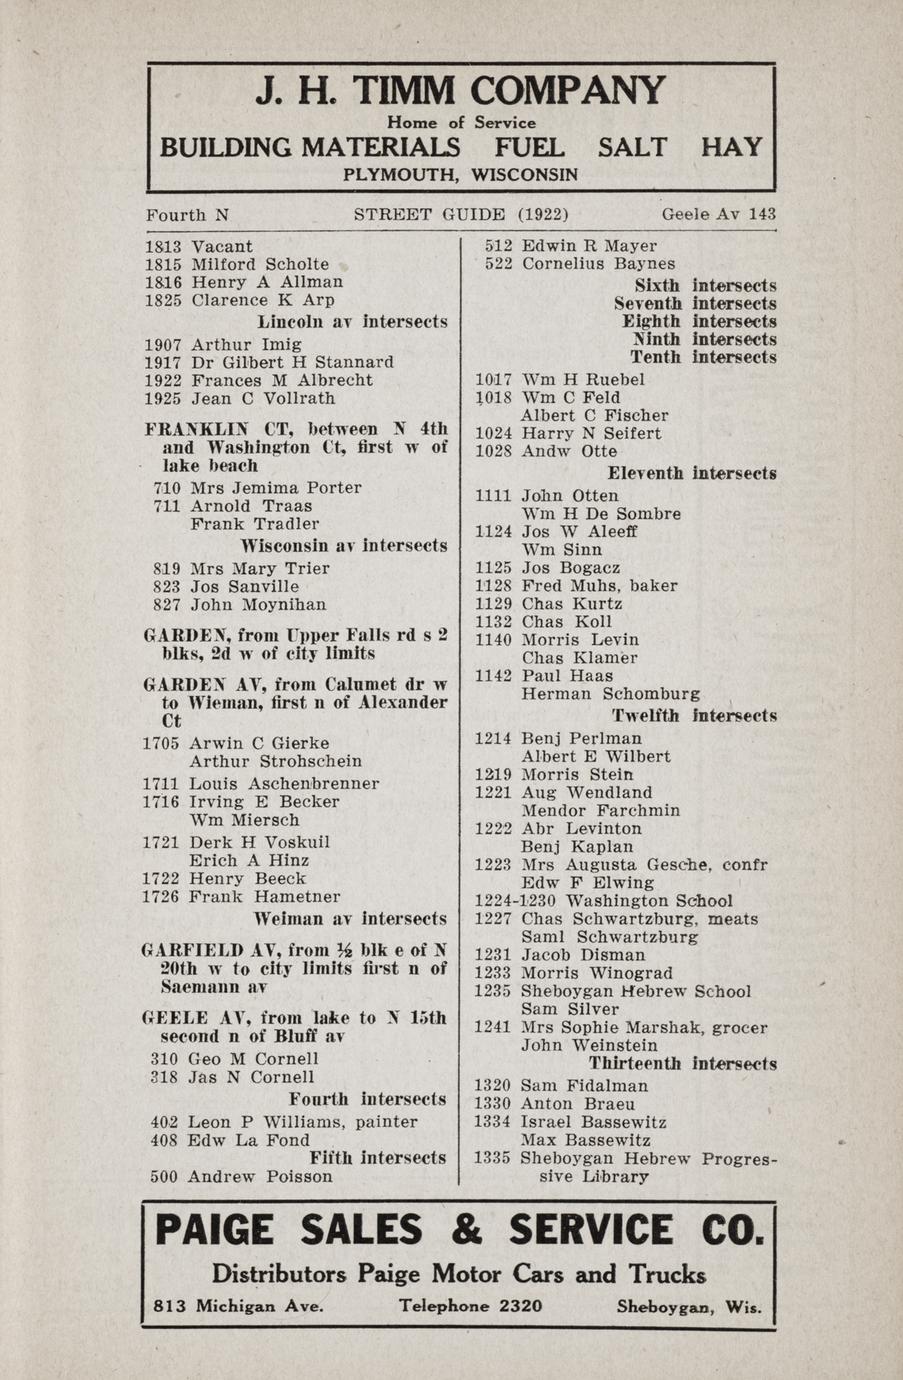 J. H. TIMM COMPANY
Home of Service
BUILDING MATERIALS FUEL SALT HAY
PLYMOUTH, WISCONSIN
Fourth N STREET GUIDE (1922) Geele Av 143
1813 Vacant
1815 Milford Scholte
1816 Henry A Allman
1825 Clarence K Arp
Lincoln av intersects
1907 Arthur Imig
1917 Dr Gilbert H Stannard
1922 Frances M Albrecht
1925 Jean C Vollrath
FRANKLIN CT, between N 4th
and Washington Ct, first w of
lake beach
710 Mrs Jemima Porter
711 Arnold Traas
Frank Tradler
Wisconsin av intersects
819 Mrs Mary Trier
823 Jos Sanville
827 John Moynihan
GARDEN, from Upper Falls rd s 2
blks, 2d w of city limits
GARDEN AV, from Calumet dr w
to Wieman, first n of Alexander
Ct
1705 Arwin C Gierke
Arthur Strohschein
1711 Louis Aschenbrenner
1716 Irving E Becker
Wm Miersch
1721 Derk H Voskuil
Erich A Hinz
1722 Henry Beeck
1726 Frank Hametner
Weiman av intersects
GARFIELD AV, from ½ blk e of N
20th w to city limits first n of
Saemann av
GEELE AV, from lake to N 15th
second n of Bluff av
310 Geo M Cornell
318 Jas N Cornell
Fourth intersects
402 Leon P Williams, painter
408 Edw La Fond
Fifth intersects
500 Andrew Poisson
512 Edwin R Mayer
522 Cornelius Baynes
Sixth intersects
Seventh intersects
Eighth intersects
Ninth intersects
Tenth intersects
1017 Wm H Ruebel
1018 Wm C Feld
Albert C Fischer
1024 Harry N Seifert
1028 Andw Otte
Eleventh intersects
1111 John Otten
Wm H De Sombre
1124 Jos W Aleeff
Wm Sinn
1125 Jos Bogacz
1128 Fred Muhs, baker
1129 Chas Kurtz
1132 Chas Koll
1140 Morris Levin
Chas Klamer
1142 Paul Haas
Herman Schomburg
Twelfth intersects
1214 Benj Perlman
Albert E Wilbert
1219 Morris Stein
1221 Aug Wendland
Mendor Farchmin
1222 Abr Levinton
Benj Kaplan
1223 Mrs Augusta Gesche, confr
Edw F Elwing
1224-1230 Washington School
1227 Chas Schwartzburg, meats
Saml Schwartzburg
1231 Jacob Disman
1233 Morris Winograd
1235 Sheboygan Hebrew School
Sam Silver
1241 Mrs Sophie Marshak, grocer
John Weinstein
Thirteenth intersects
1320 Sam Fidalman
1330 Anton Braeu
1334 Israel Bassewitz
Max Bassewitz
1335 Sheboygan Hebrew Progres-
sive Library
PAIGE SALES & SERVICE CO.
Distributors Paige Motor Cars and Trucks
813 Michigan Ave. Telephone 2320 Sheboygan, Wis.